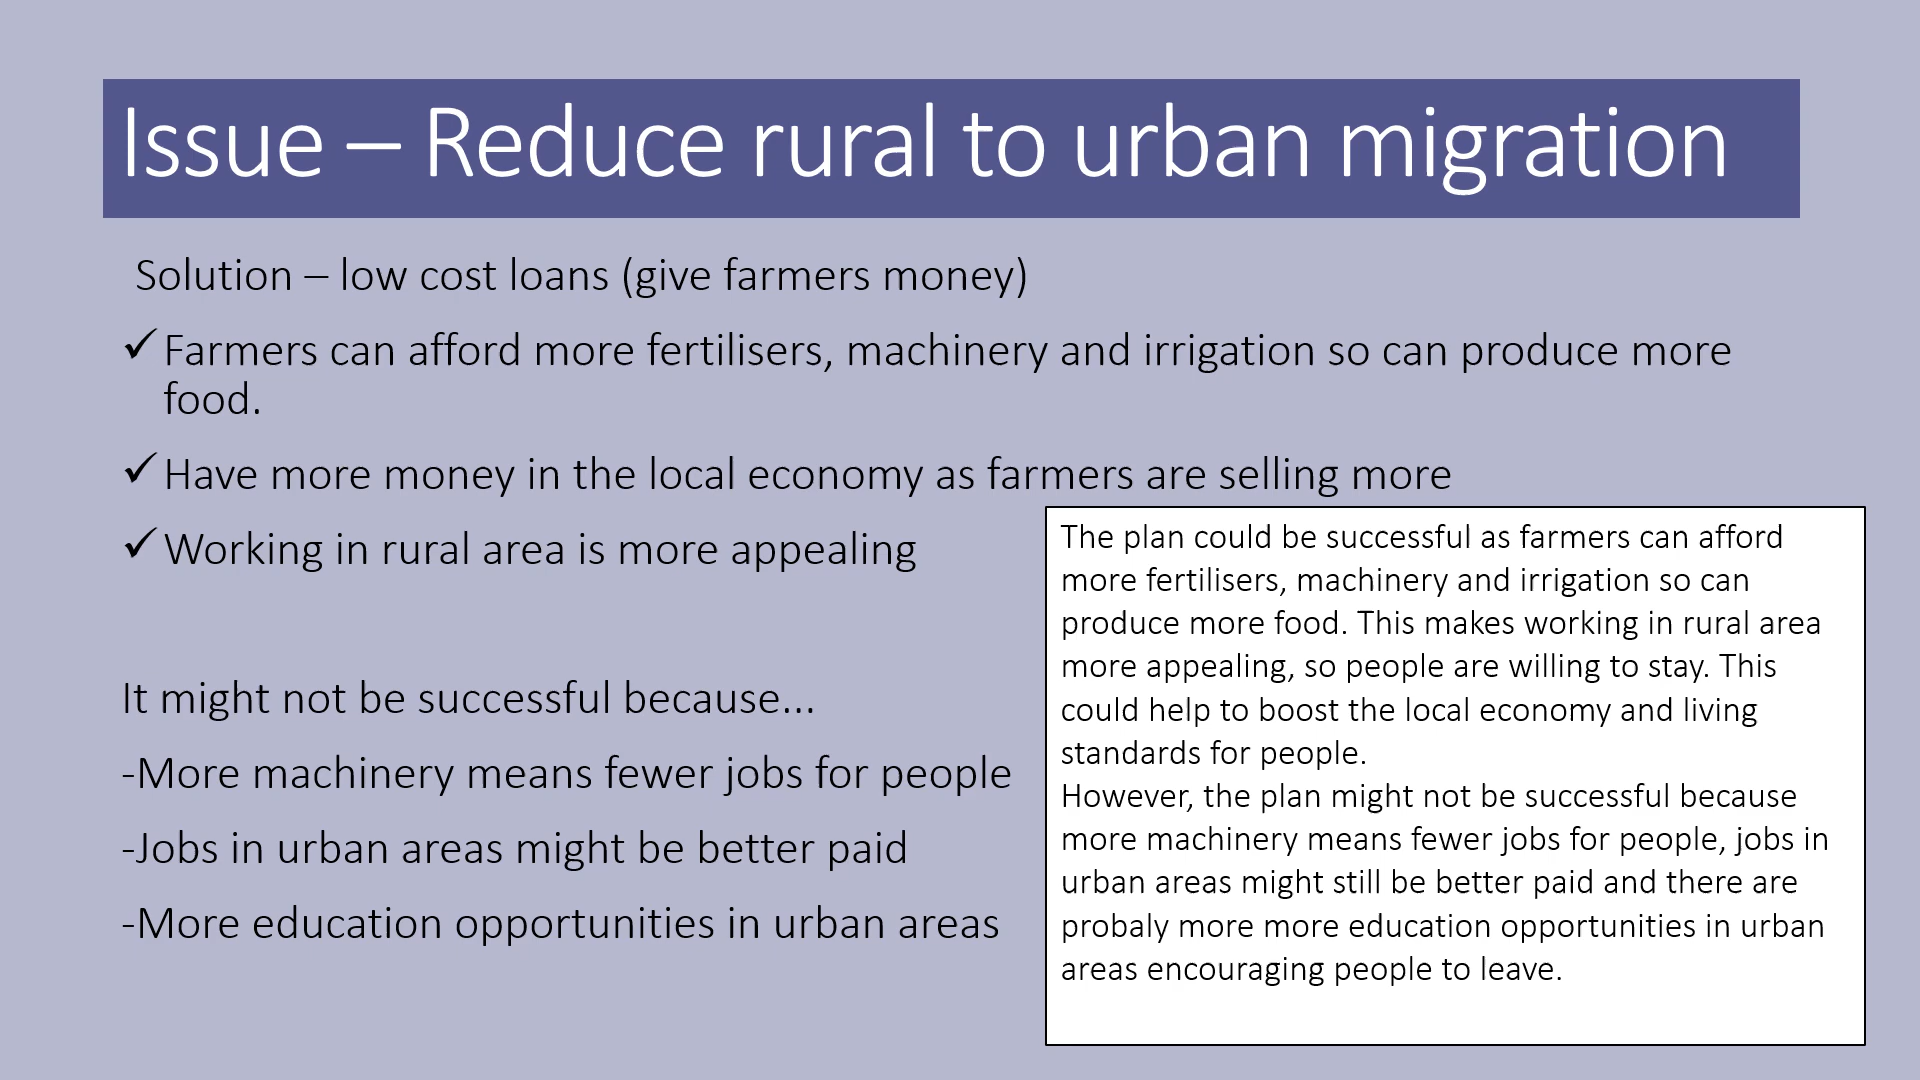 Issue – Reduce rural to urban migration
Solution – low cost loans (give farmers money)
✓Farmers can afford more fertilisers, machinery and irrigation so can produce more
food.
✓Have more money in the local economy as farmers are selling more
✓Working in rural area is more appealing
It might not be successful because...
-More machinery means fewer jobs for people
-Jobs in urban areas might be better paid
-More education opportunities in urban areas
The plan could be successful as farmers can afford
more fertilisers, machinery and irrigation so can
produce more food. This makes working in rural area
more appealing, so people are willing to stay. This
could help to boost the local economy and living
standards for people.
However, the plan might not be successful because
more machinery means fewer jobs for people, jobs in
urban areas might still be better paid and there are
probaly more more education opportunities in urban
areas encouraging people to leave.